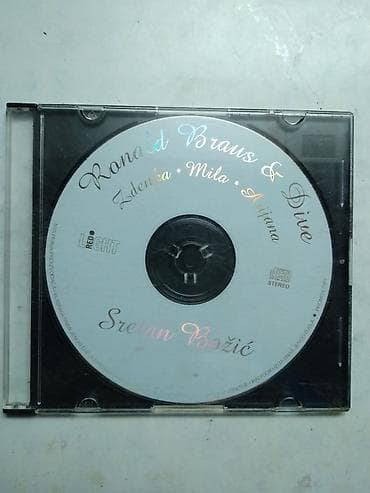 Ronald Braus & Dive
Zdenka • Mila • Arijana
RED LIGHT
STEREO
Sretan Božić